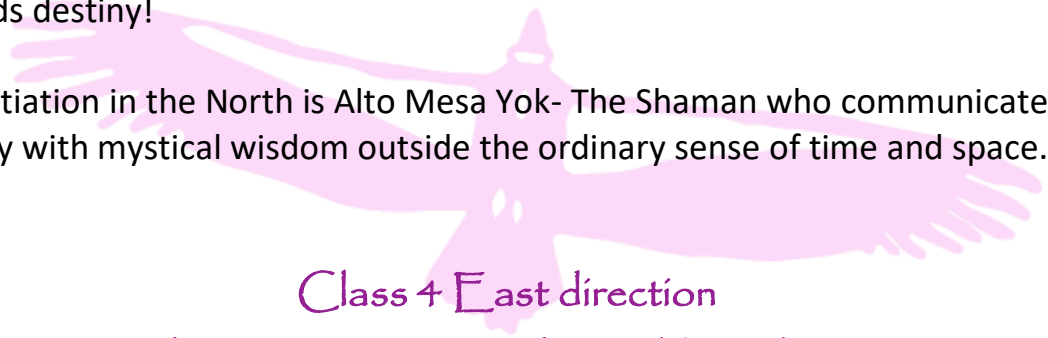 ds destiny!
tiation in the North is Alto Mesa Yok- The Shaman who communicate
y with mystical wisdom outside the ordinary sense of time and space.
Class 4 East direction